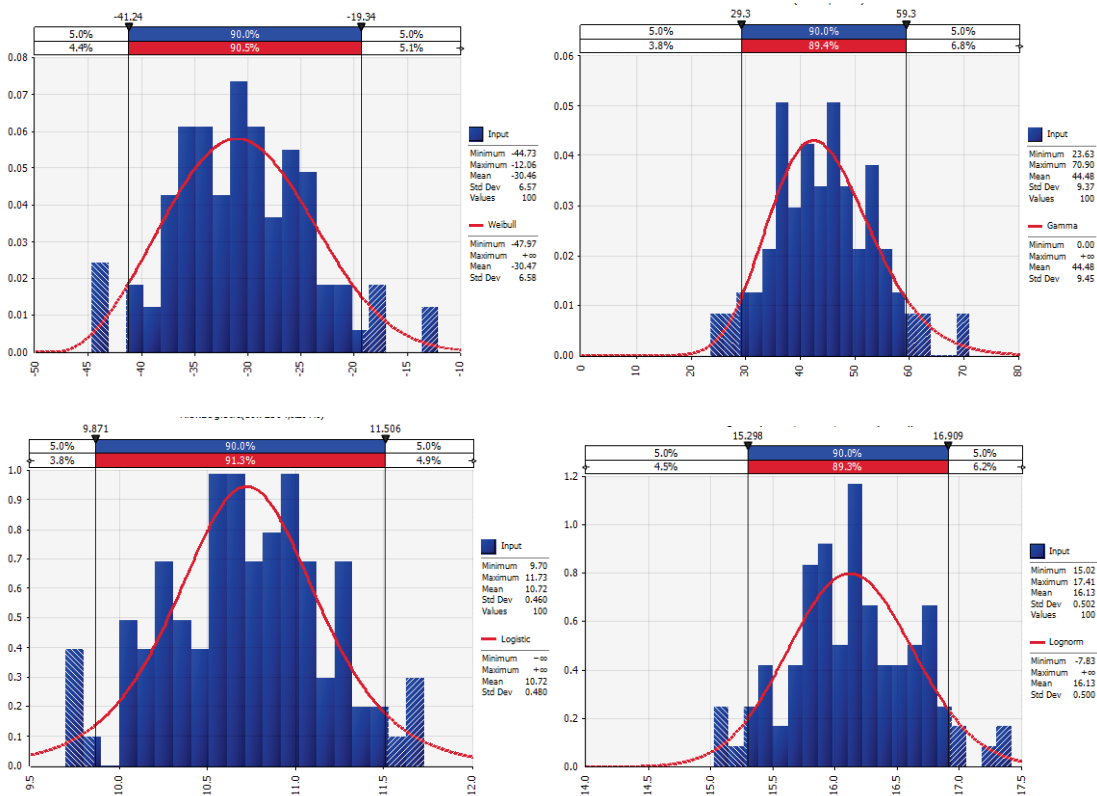 -41.24 -19.34
5.0% 90.0% 5.0%
4.4% 90.5% 5.1%
0.08
0.07
0.06
0.05
0.04
0.03
0.02
0.01
0.00
-50 -45 -40 -35 -30 -25 -20 -15 -10
Input
Minimum -44.73
Maximum -12.06
Mean -30.46
Std Dev 6.57
Values 100
Weibull
Minimum -47.97
Maximum +∞
Mean -30.47
Std Dev 6.58
29.3 59.3
5.0% 90.0% 5.0%
3.8% 89.4% 6.8%
0.06
0.05
0.04
0.03
0.02
0.01
0.00
0 10 20 30 40 50 60 70 80
Input
Minimum 23.63
Maximum 70.90
Mean 44.48
Std Dev 9.37
Values 100
Gamma
Minimum 0.00
Maximum +∞
Mean 44.48
Std Dev 9.45
9.871 11.506
5.0% 90.0% 5.0%
3.8% 91.3% 4.9%
1.0
0.9
0.8
0.7
0.6
0.5
0.4
0.3
0.2
0.1
0.0
9.5 10.0 10.5 11.0 11.5 12.0
Input
Minimum 9.70
Maximum 11.73
Mean 10.72
Std Dev 0.460
Values 100
Logistic
Minimum −∞
Maximum +∞
Mean 10.72
Std Dev 0.480
15.298 16.909
5.0% 90.0% 5.0%
4.5% 89.3% 6.2%
1.2
1.0
0.8
0.6
0.4
0.2
0.0
14.0 14.5 15.0 15.5 16.0 16.5 17.0 17.5
Input
Minimum 15.02
Maximum 17.41
Mean 16.13
Std Dev 0.502
Values 100
Lognorm
Minimum -7.83
Maximum +∞
Mean 16.13
Std Dev 0.500